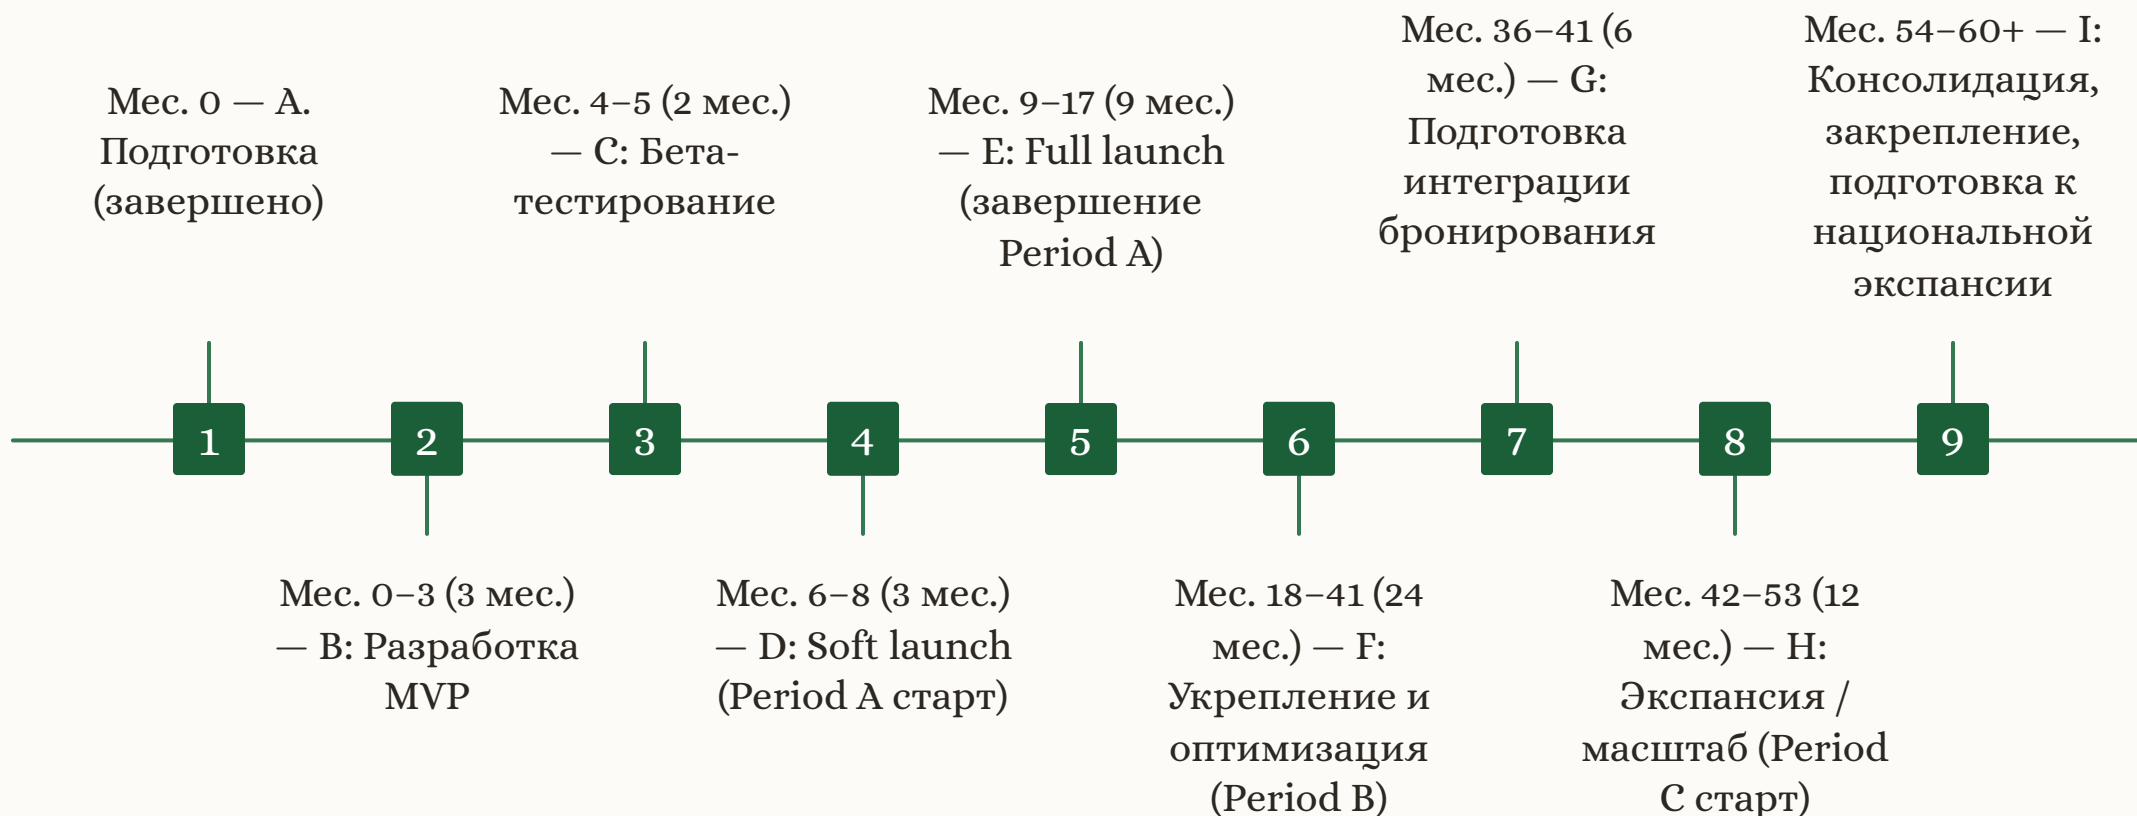 Мес. 0 — A.
Подготовка
(завершено)
Мес. 4–5 (2 мес.)
— C: Бета-
тестирование
Мес. 9–17 (9 мес.)
— E: Full launch
(завершение
Period A)
Мес. 36–41 (6
мес.) — G:
Подготовка
интеграции
бронирования
Мес. 54–60+ — I:
Консолидация,
закрепление,
подготовка к
национальной
экспансии
1
2
3
4
5
6
7
8
9
Мес. 0–3 (3 мес.)
— B: Разработка
MVP
Мес. 6–8 (3 мес.)
— D: Soft launch
(Period A старт)
Мес. 18–41 (24
мес.) — F:
Укрепление и
оптимизация
(Period B)
Мес. 42–53 (12
мес.) — H:
Экспансия /
масштаб (Period
C старт)